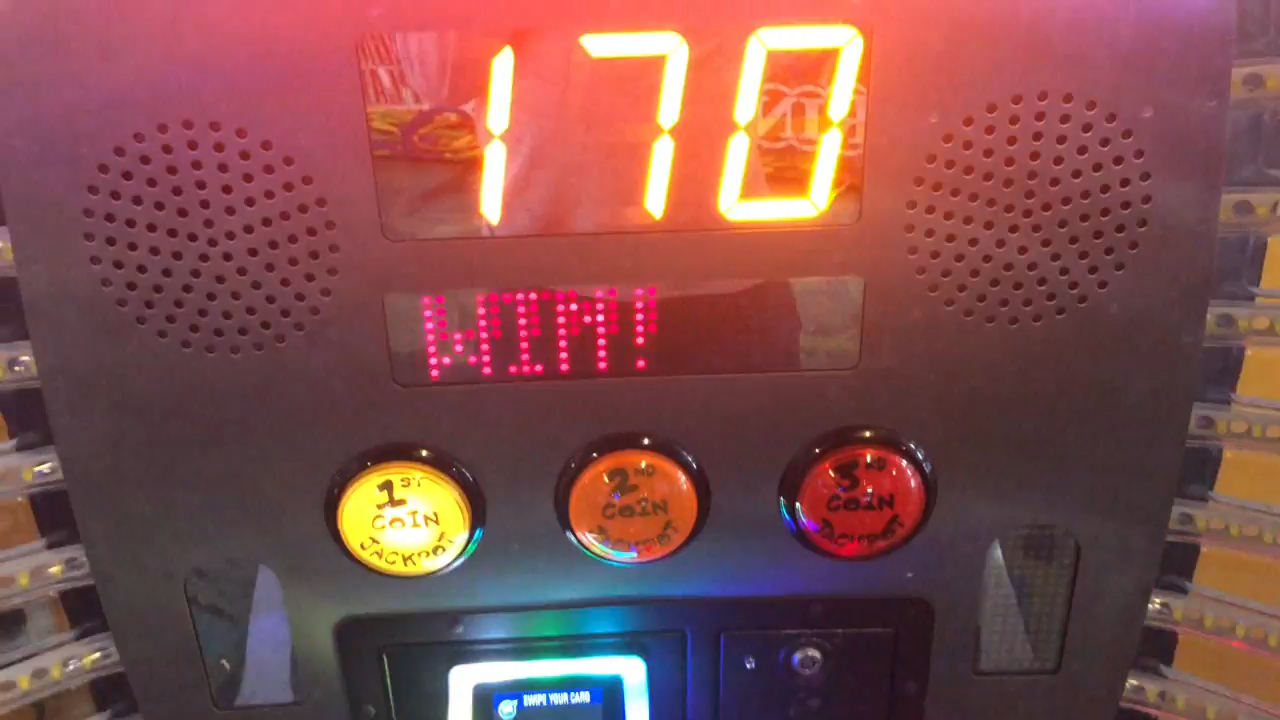 170
WIN!
1ST
COIN
JACKPOT
2ND
COIN
JACKPOT
3RD
COIN
JACKPOT
SWIPE YOUR CARD